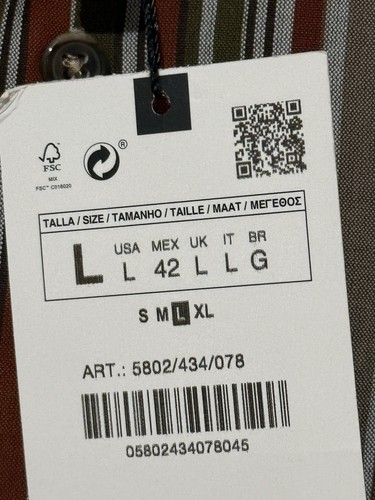 FSC
MIX
FSC™ C018020
®
TALLA / SIZE / TAMANHO / TAILLE / MAAT / ΜΕΓΕΘΟΣ
USA MEX UK IT BR
L L 42 L L G
S M L XL
ART.: 5802/434/078
05802434078045